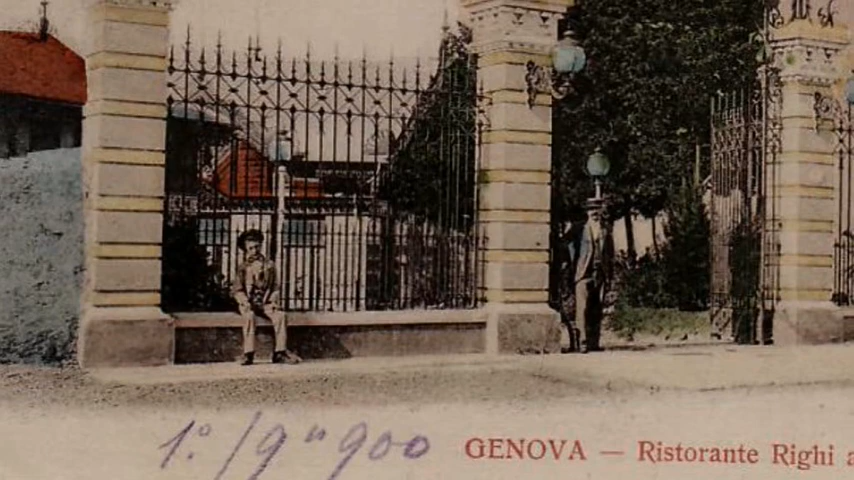 1.º / 9" 900
GENOVA — Ristorante Righi a